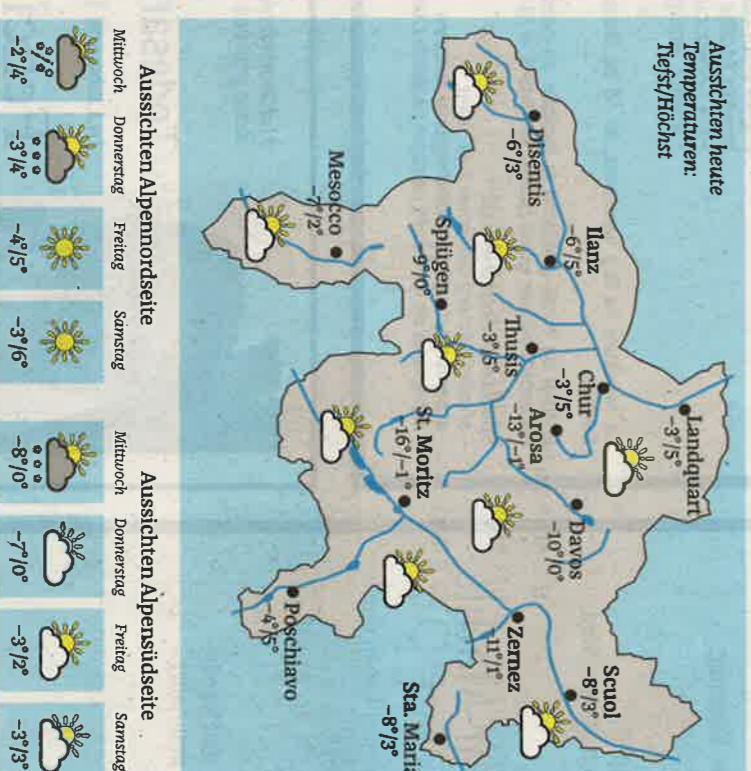 Aussichten heute
Temperaturen:
Tiefst/Höchst
Landquart
–3°/5°
Chur
–3°/5°
Arosa
–13°/–1°
Davos
–10°/0°
Scuol
–8°/3°
Ilanz
–6°/5°
Disentis
–6°/3°
Thusis
–3°/5°
Zernez
–11°/1°
Splügen
–9°/0°
St. Moritz
–16°/–1°
Sta. Maria
–8°/3°
Mesocco
–7°/2°
Poschiavo
–4°/5°
Aussichten Alpennordseite
Mittwoch Donnerstag Freitag Samstag
–2°/4° –3°/4° –4°/5° –3°/6°
Aussichten Alpensüdseite
Mittwoch Donnerstag Freitag Samstag
–8°/0° –7°/0° –3°/2° –3°/3°